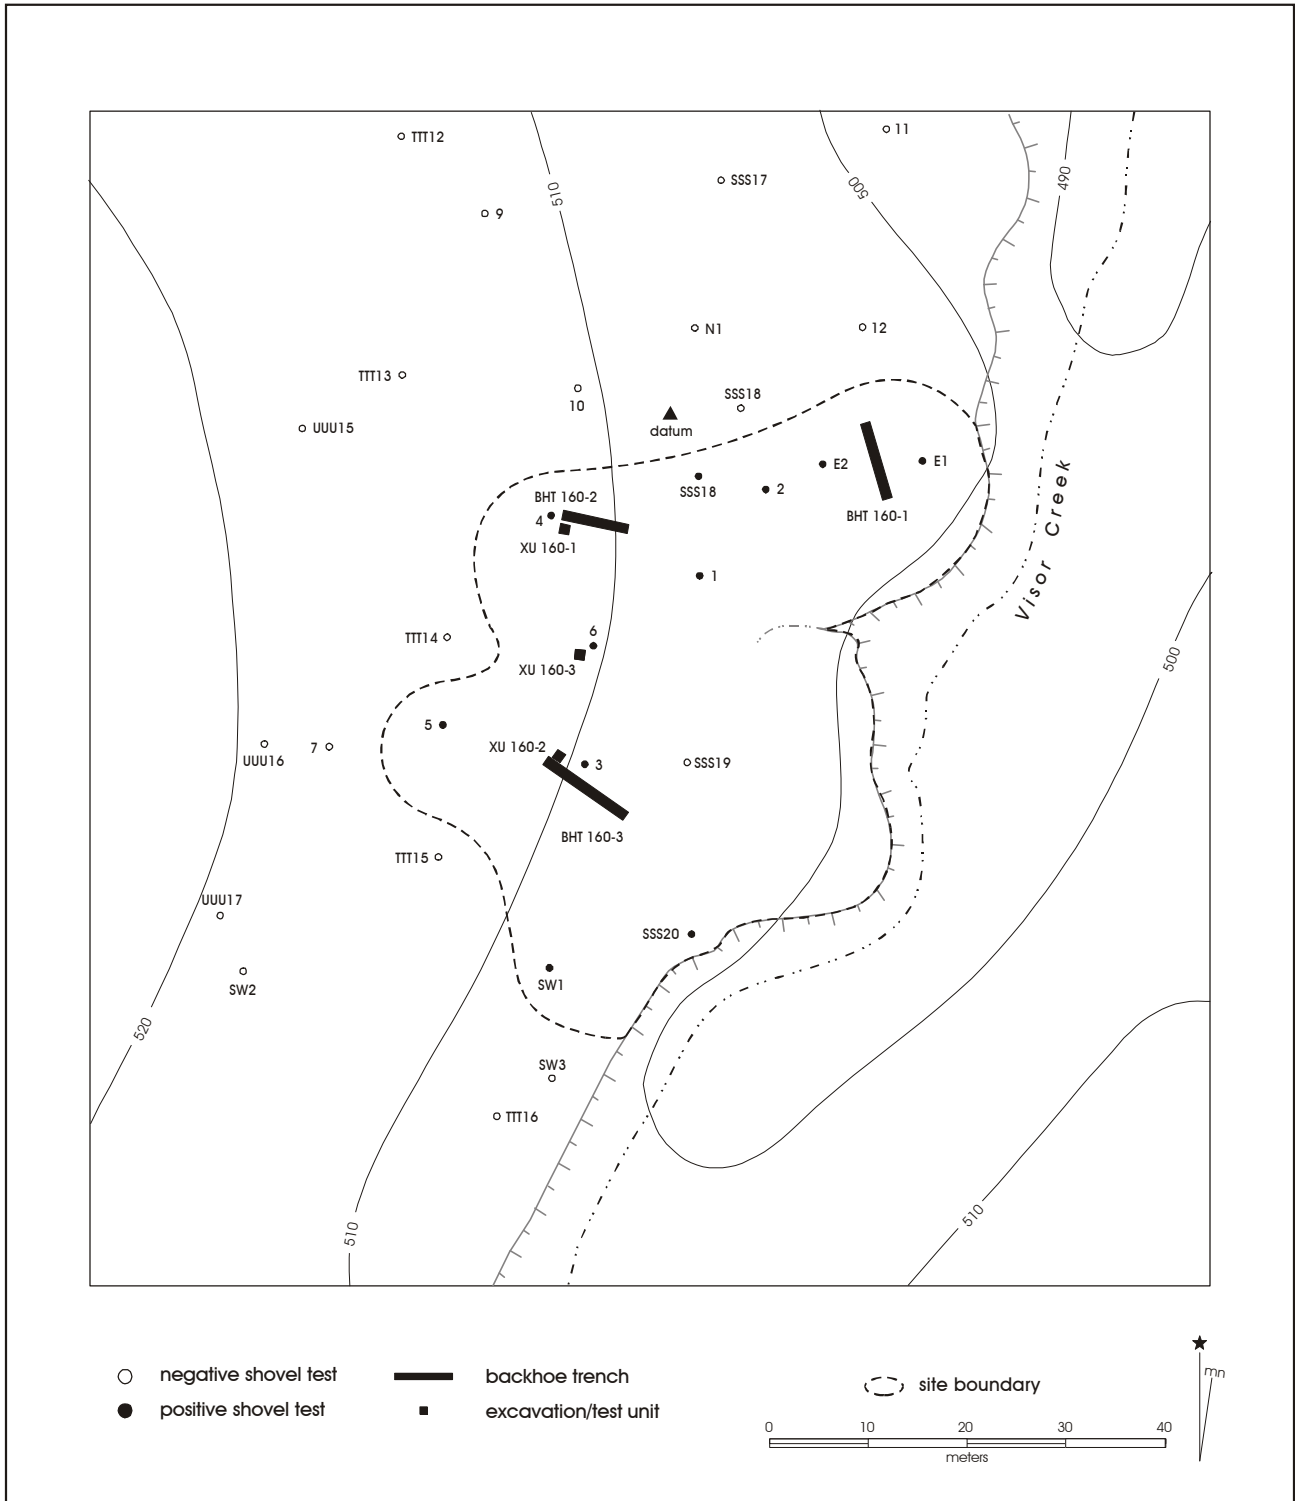 TTT12
11
SSS17
510
500
490
9
N1
12
TTT13
10
SSS18
UUU15
datum
E2
E1
SSS18
2
BHT 160-2
4
BHT 160-1
XU 160-1
Visor Creek
1
TTT14
6
XU 160-3
500
5
XU 160-2
UUU16
7
3
SSS19
BHT 160-3
TTT15
UUU17
SSS20
SW2
SW1
520
SW3
TTT16
510
510
negative shovel test
backhoe trench
site boundary
positive shovel test
excavation/test unit
mn
0 10 20 30 40
meters